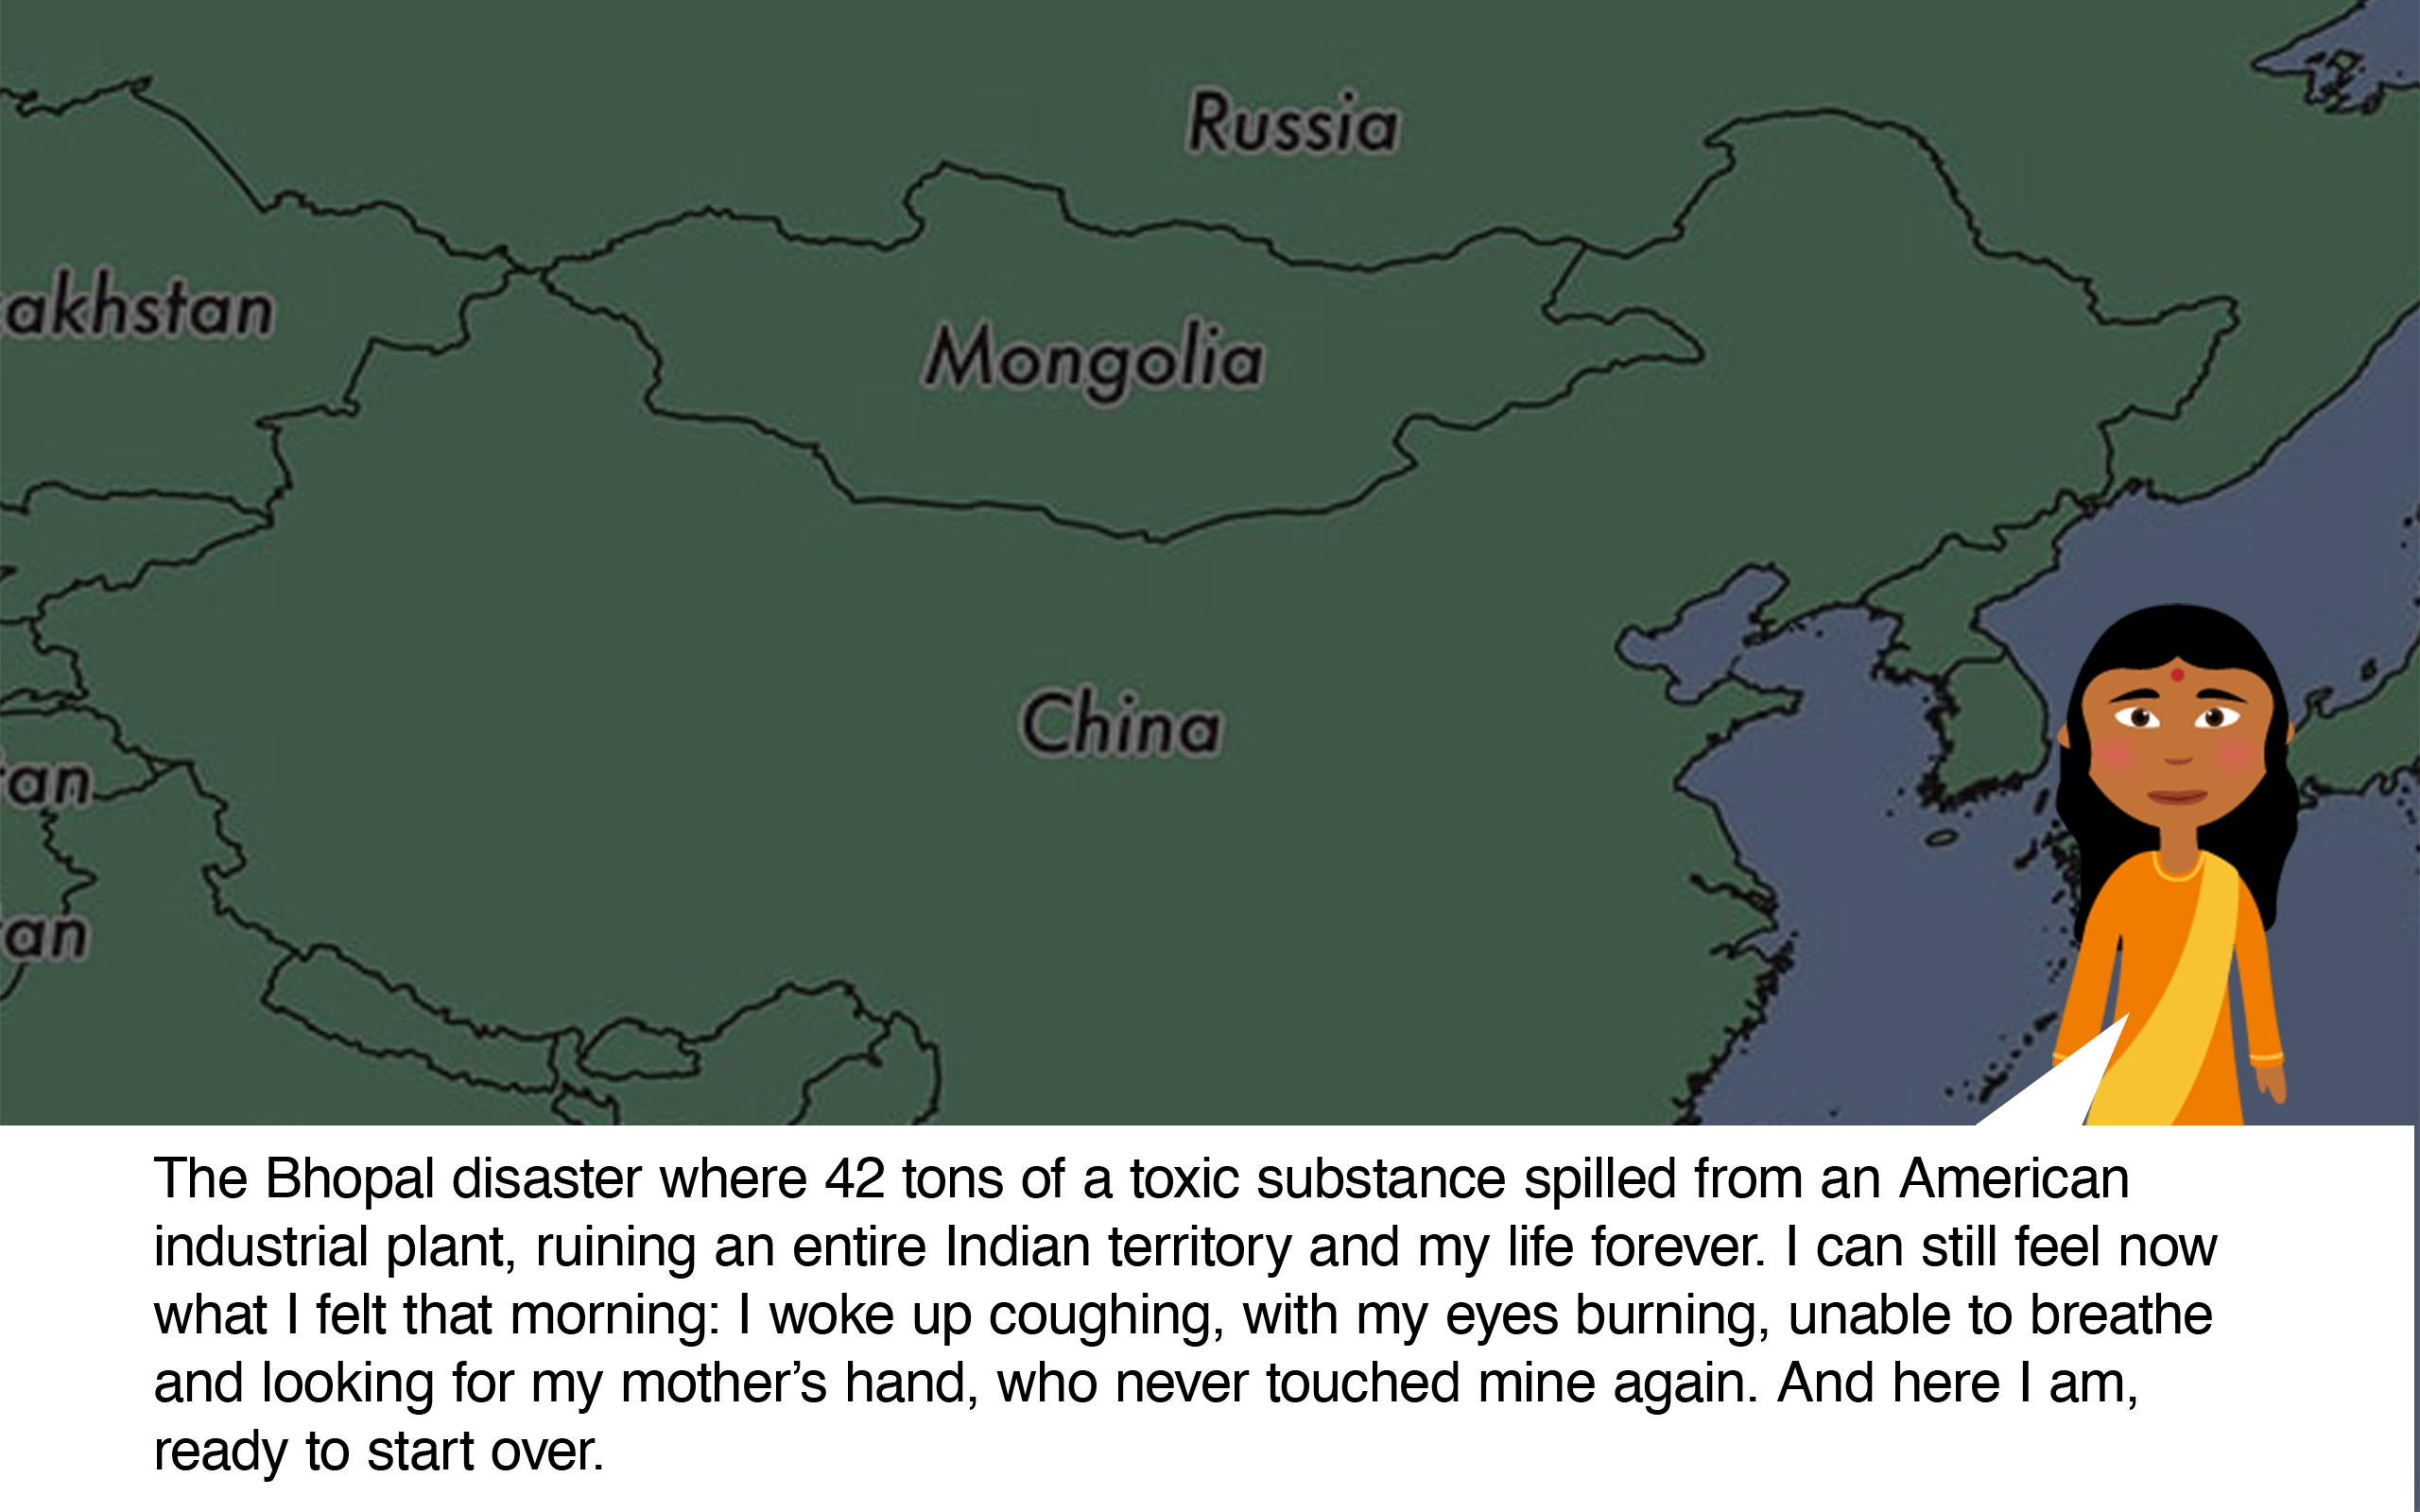 Russia
akhstan
Mongolia
China
an
an
The Bhopal disaster where 42 tons of a toxic substance spilled from an American
industrial plant, ruining an entire Indian territory and my life forever. I can still feel now
what I felt that morning: I woke up coughing, with my eyes burning, unable to breathe
and looking for my mother’s hand, who never touched mine again. And here I am,
ready to start over.